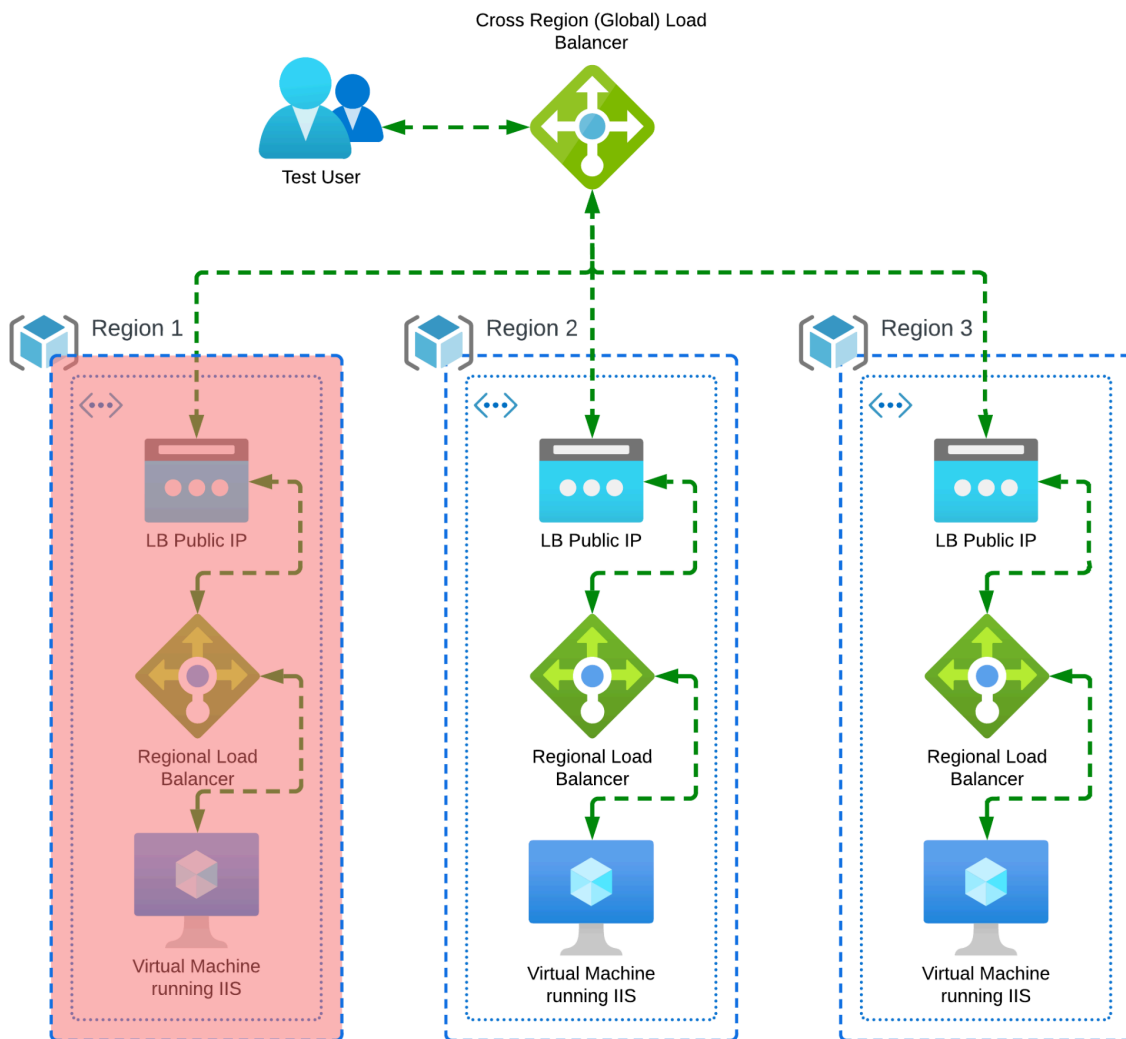 Cross Region (Global) Load
Balancer
Test User
Region 1
Region 2
Region 3
LB Public IP
LB Public IP
LB Public IP
Regional Load
Balancer
Regional Load
Balancer
Regional Load
Balancer
Virtual Machine
running IIS
Virtual Machine
running IIS
Virtual Machine
running IIS